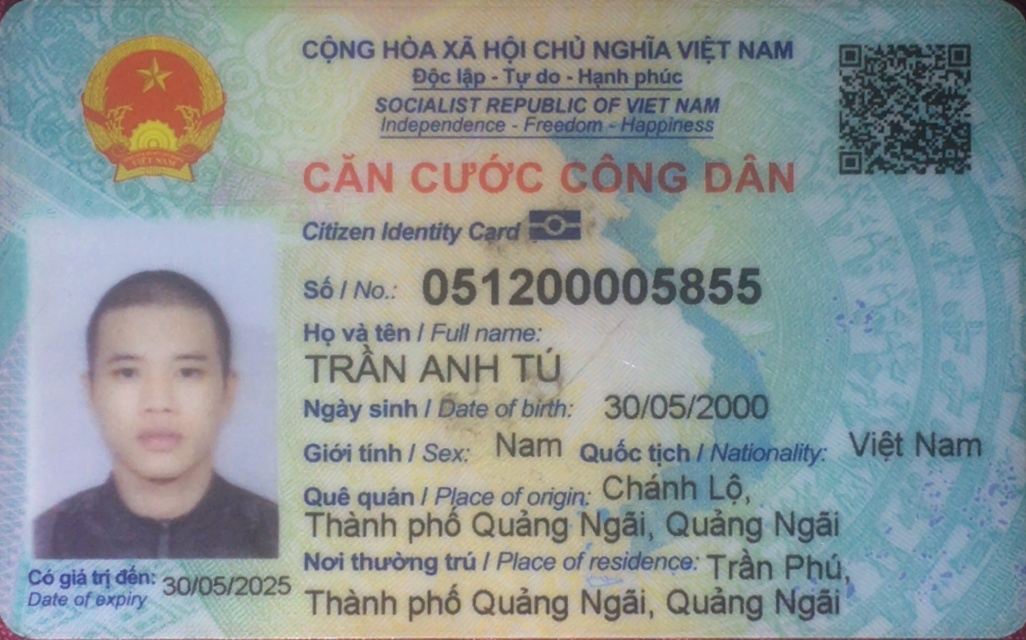 CỘNG HÒA XÃ HỘI CHỦ NGHĨA VIỆT NAM
Độc lập - Tự do - Hạnh phúc
SOCIALIST REPUBLIC OF VIET NAM
Independence - Freedom - Happiness
CĂN CƯỚC CÔNG DÂN
Citizen Identity Card
Số / No.: 051200005855
Họ và tên / Full name:
TRẦN ANH TÚ
Ngày sinh / Date of birth: 30/05/2000
Giới tính / Sex: Nam Quốc tịch / Nationality: Việt Nam
Quê quán / Place of origin: Chánh Lộ,
Thành phố Quảng Ngãi, Quảng Ngãi
Nơi thường trú / Place of residence: Trần Phú,
Thành phố Quảng Ngãi, Quảng Ngãi
Có giá trị đến: 30/05/2025
Date of expiry
VIỆT NAM